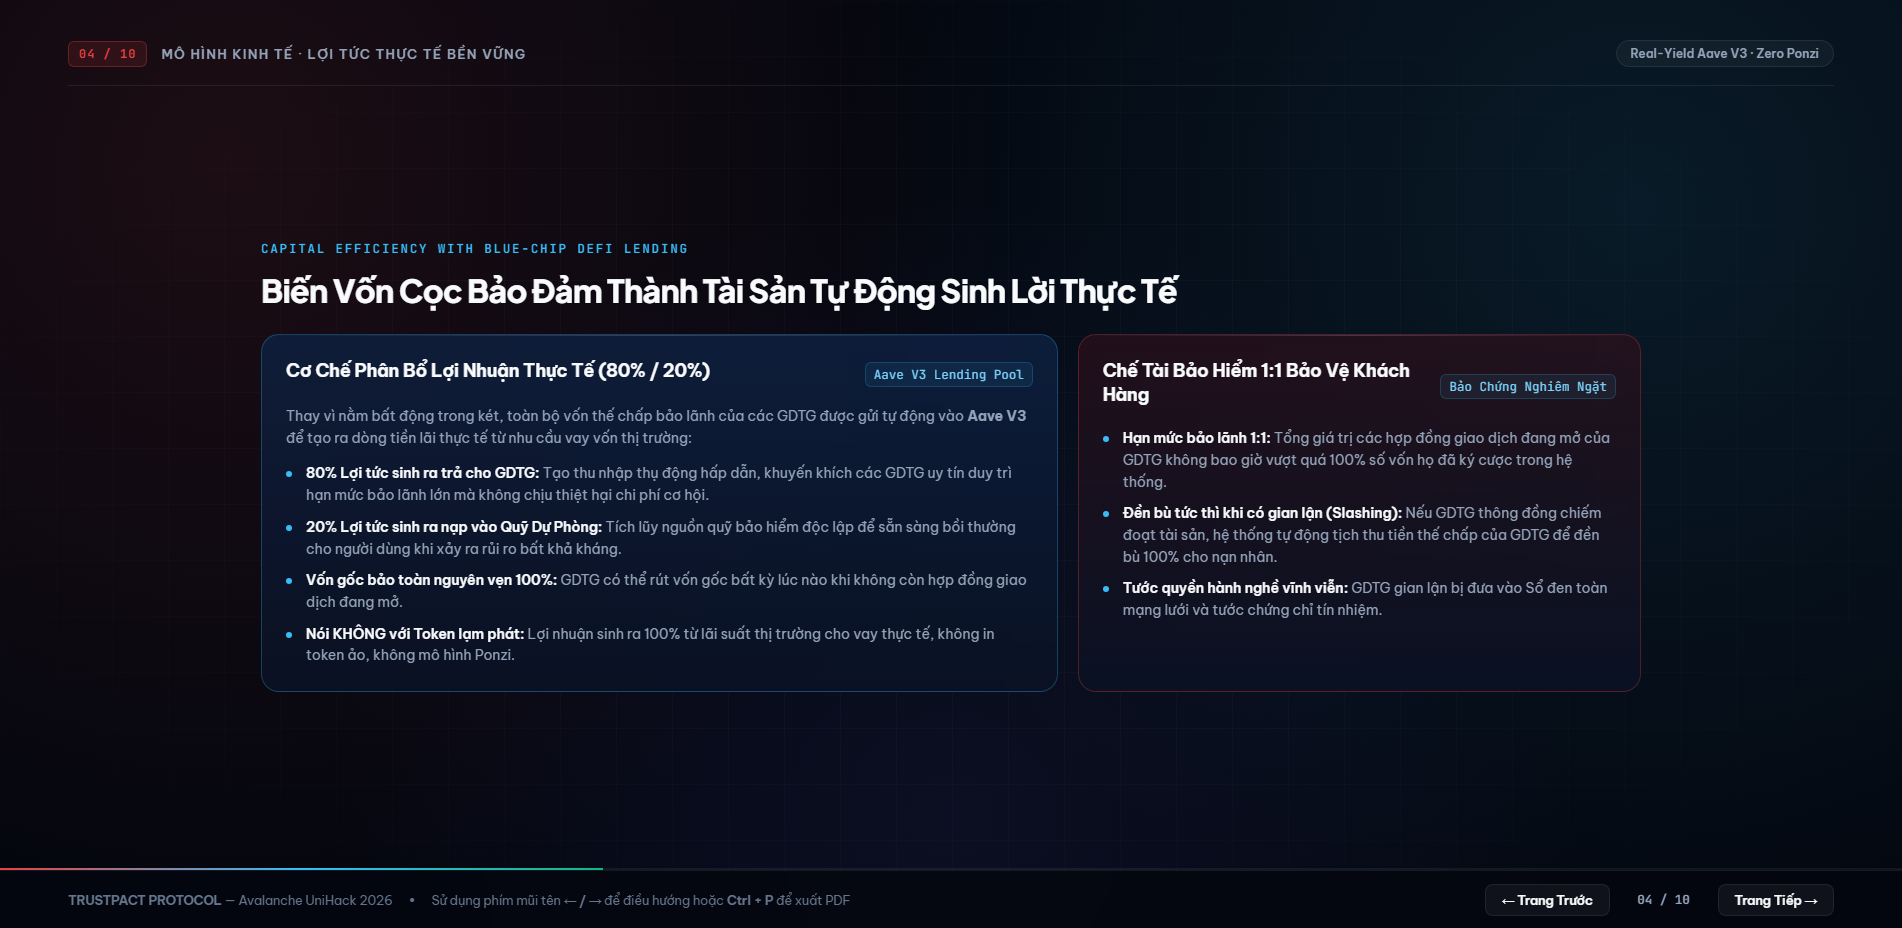 04 / 10
MÔ HÌNH KINH TẾ · LỢI TỨC THỰC TẾ BỀN VỮNG
Real-Yield Aave V3 · Zero Ponzi
CAPITAL EFFICIENCY WITH BLUE-CHIP DEFI LENDING
Biến Vốn Cọc Bảo Đảm Thành Tài Sản Tự Động Sinh Lời Thực Tế
Cơ Chế Phân Bổ Lợi Nhuận Thực Tế (80% / 20%)
Aave V3 Lending Pool
Thay vì nằm bất động trong két, toàn bộ vốn thế chấp bảo lãnh của các GDTG được gửi tự động vào Aave V3
để tạo ra dòng tiền lãi thực tế từ nhu cầu vay vốn thị trường:
80% Lợi tức sinh ra trả cho GDTG: Tạo thu nhập thụ động hấp dẫn, khuyến khích các GDTG uy tín duy trì
hạn mức bảo lãnh lớn mà không chịu thiệt hại chi phí cơ hội.
20% Lợi tức sinh ra nạp vào Quỹ Dự Phòng: Tích lũy nguồn quỹ bảo hiểm độc lập để sẵn sàng bồi thường
cho người dùng khi xảy ra rủi ro bất khả kháng.
Vốn gốc bảo toàn nguyên vẹn 100%: GDTG có thể rút vốn gốc bất kỳ lúc nào khi không còn hợp đồng giao
dịch đang mở.
Nói KHÔNG với Token lạm phát: Lợi nhuận sinh ra 100% từ lãi suất thị trường cho vay thực tế, không in
token ảo, không mô hình Ponzi.
Chế Tài Bảo Hiểm 1:1 Bảo Vệ Khách
Hàng
Bảo Chứng Nghiêm Ngặt
Hạn mức bảo lãnh 1:1: Tổng giá trị các hợp đồng giao dịch đang mở của
GDTG không bao giờ vượt quá 100% số vốn họ đã ký cược trong hệ
thống.
Đền bù tức thì khi có gian lận (Slashing): Nếu GDTG thông đồng chiếm
đoạt tài sản, hệ thống tự động tịch thu tiền thế chấp của GDTG để đền
bù 100% cho nạn nhân.
Tước quyền hành nghề vĩnh viễn: GDTG gian lận bị đưa vào Sổ đen toàn
mạng lưới và tước chứng chỉ tín nhiệm.
TRUSTPACT PROTOCOL — Avalanche UniHack 2026 • Sử dụng phím mũi tên ← / → để điều hướng hoặc Ctrl + P để xuất PDF
← Trang Trước
04 / 10
Trang Tiếp →